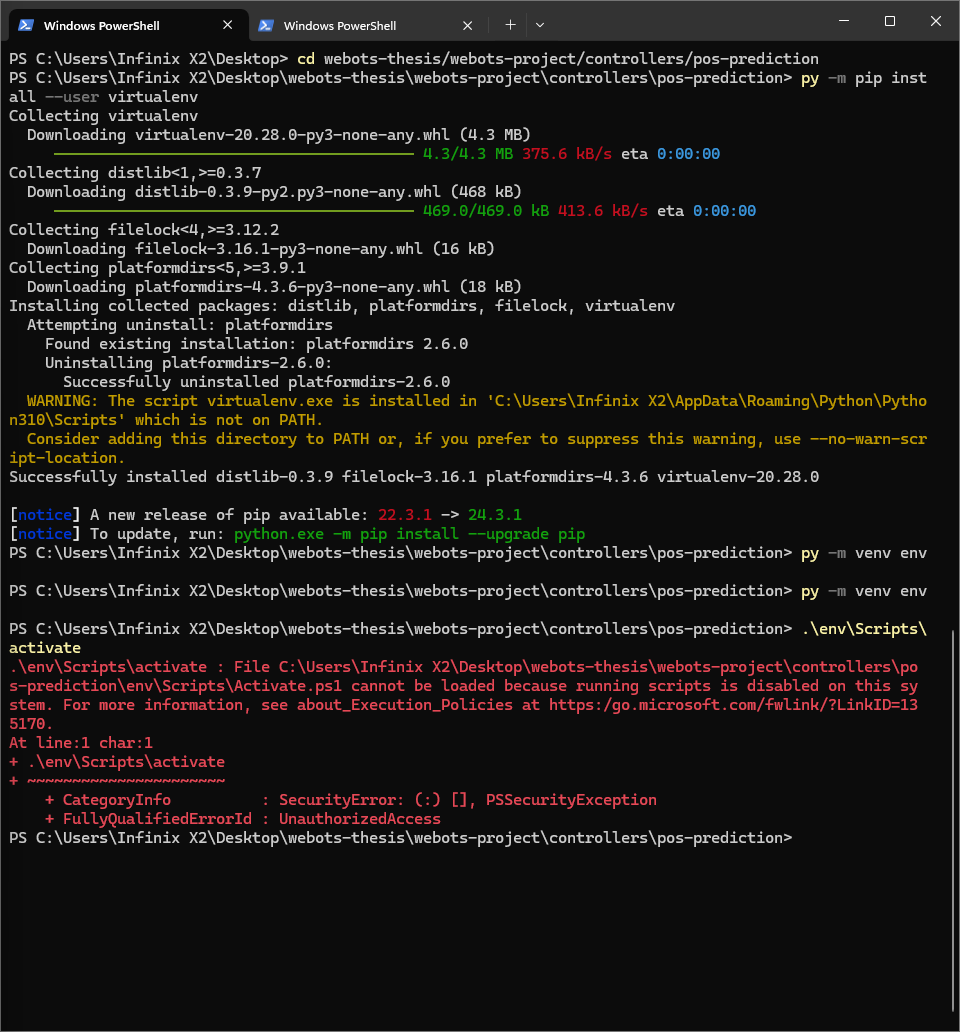 Windows PowerShell
Windows PowerShell
PS C:\Users\Infinix X2\Desktop> cd webots-thesis/webots-project/controllers/pos-prediction
PS C:\Users\Infinix X2\Desktop\webots-thesis\webots-project\controllers\pos-prediction> py -m pip inst
all --user virtualenv
Collecting virtualenv
  Downloading virtualenv-20.28.0-py3-none-any.whl (4.3 MB)
4.3/4.3 MB 375.6 kB/s eta 0:00:00
Collecting distlib<1,>=0.3.7
  Downloading distlib-0.3.9-py2.py3-none-any.whl (468 kB)
469.0/469.0 kB 413.6 kB/s eta 0:00:00
Collecting filelock<4,>=3.12.2
  Downloading filelock-3.16.1-py3-none-any.whl (16 kB)
Collecting platformdirs<5,>=3.9.1
  Downloading platformdirs-4.3.6-py3-none-any.whl (18 kB)
Installing collected packages: distlib, platformdirs, filelock, virtualenv
  Attempting uninstall: platformdirs
    Found existing installation: platformdirs 2.6.0
    Uninstalling platformdirs-2.6.0:
      Successfully uninstalled platformdirs-2.6.0
  WARNING: The script virtualenv.exe is installed in 'C:\Users\Infinix X2\AppData\Roaming\Python\Pytho
n310\Scripts' which is not on PATH.
  Consider adding this directory to PATH or, if you prefer to suppress this warning, use --no-warn-scr
ipt-location.
Successfully installed distlib-0.3.9 filelock-3.16.1 platformdirs-4.3.6 virtualenv-20.28.0
[notice] A new release of pip available: 22.3.1 -> 24.3.1
[notice] To update, run: python.exe -m pip install --upgrade pip
PS C:\Users\Infinix X2\Desktop\webots-thesis\webots-project\controllers\pos-prediction> py -m venv env
PS C:\Users\Infinix X2\Desktop\webots-thesis\webots-project\controllers\pos-prediction> py -m venv env
PS C:\Users\Infinix X2\Desktop\webots-thesis\webots-project\controllers\pos-prediction> .\env\Scripts\
activate
.\env\Scripts\activate : File C:\Users\Infinix X2\Desktop\webots-thesis\webots-project\controllers\po
s-prediction\env\Scripts\Activate.ps1 cannot be loaded because running scripts is disabled on this sy
stem. For more information, see about_Execution_Policies at https:/go.microsoft.com/fwlink/?LinkID=13
5170.
At line:1 char:1
+ .\env\Scripts\activate
+ ~~~~~~~~~~~~~~~~~~~~~~
    + CategoryInfo          : SecurityError: (:) [], PSSecurityException
    + FullyQualifiedErrorId : UnauthorizedAccess
PS C:\Users\Infinix X2\Desktop\webots-thesis\webots-project\controllers\pos-prediction>